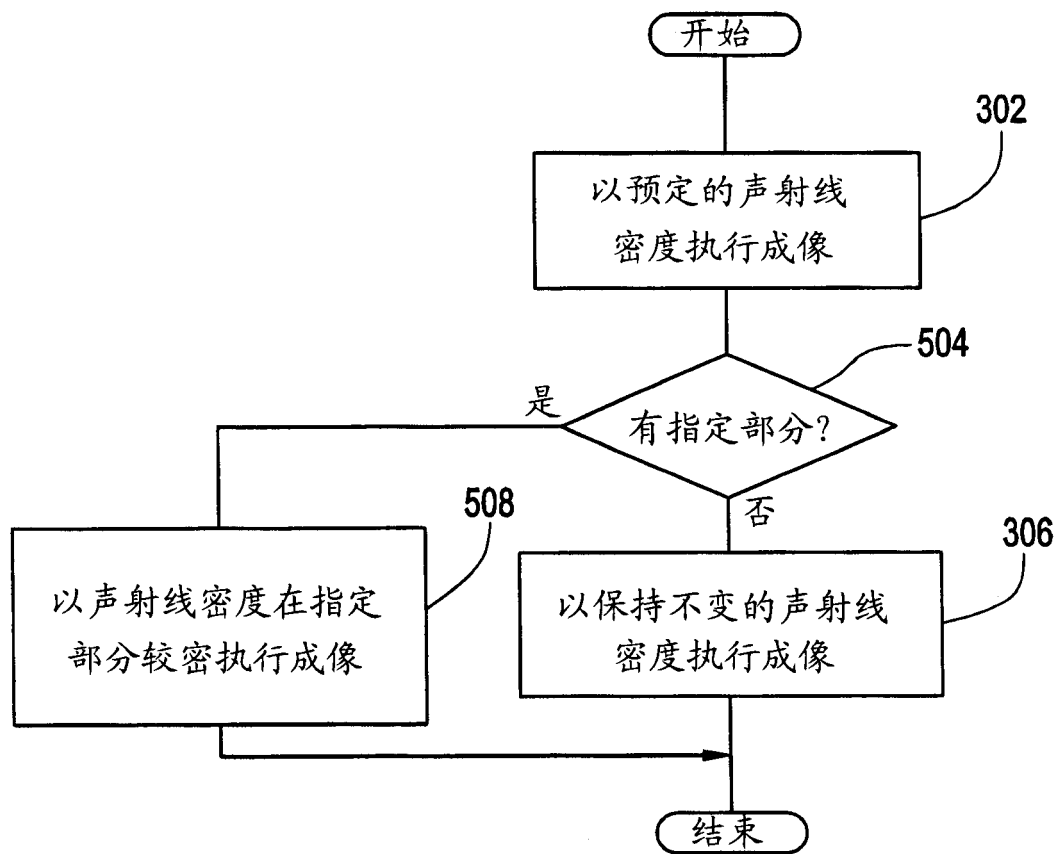 开始
302
以预定的声射线
密度执行成像
504
是
有指定部分?
否
508
306
以声射线密度在指定
部分较密执行成像
以保持不变的声射线
密度执行成像
结束